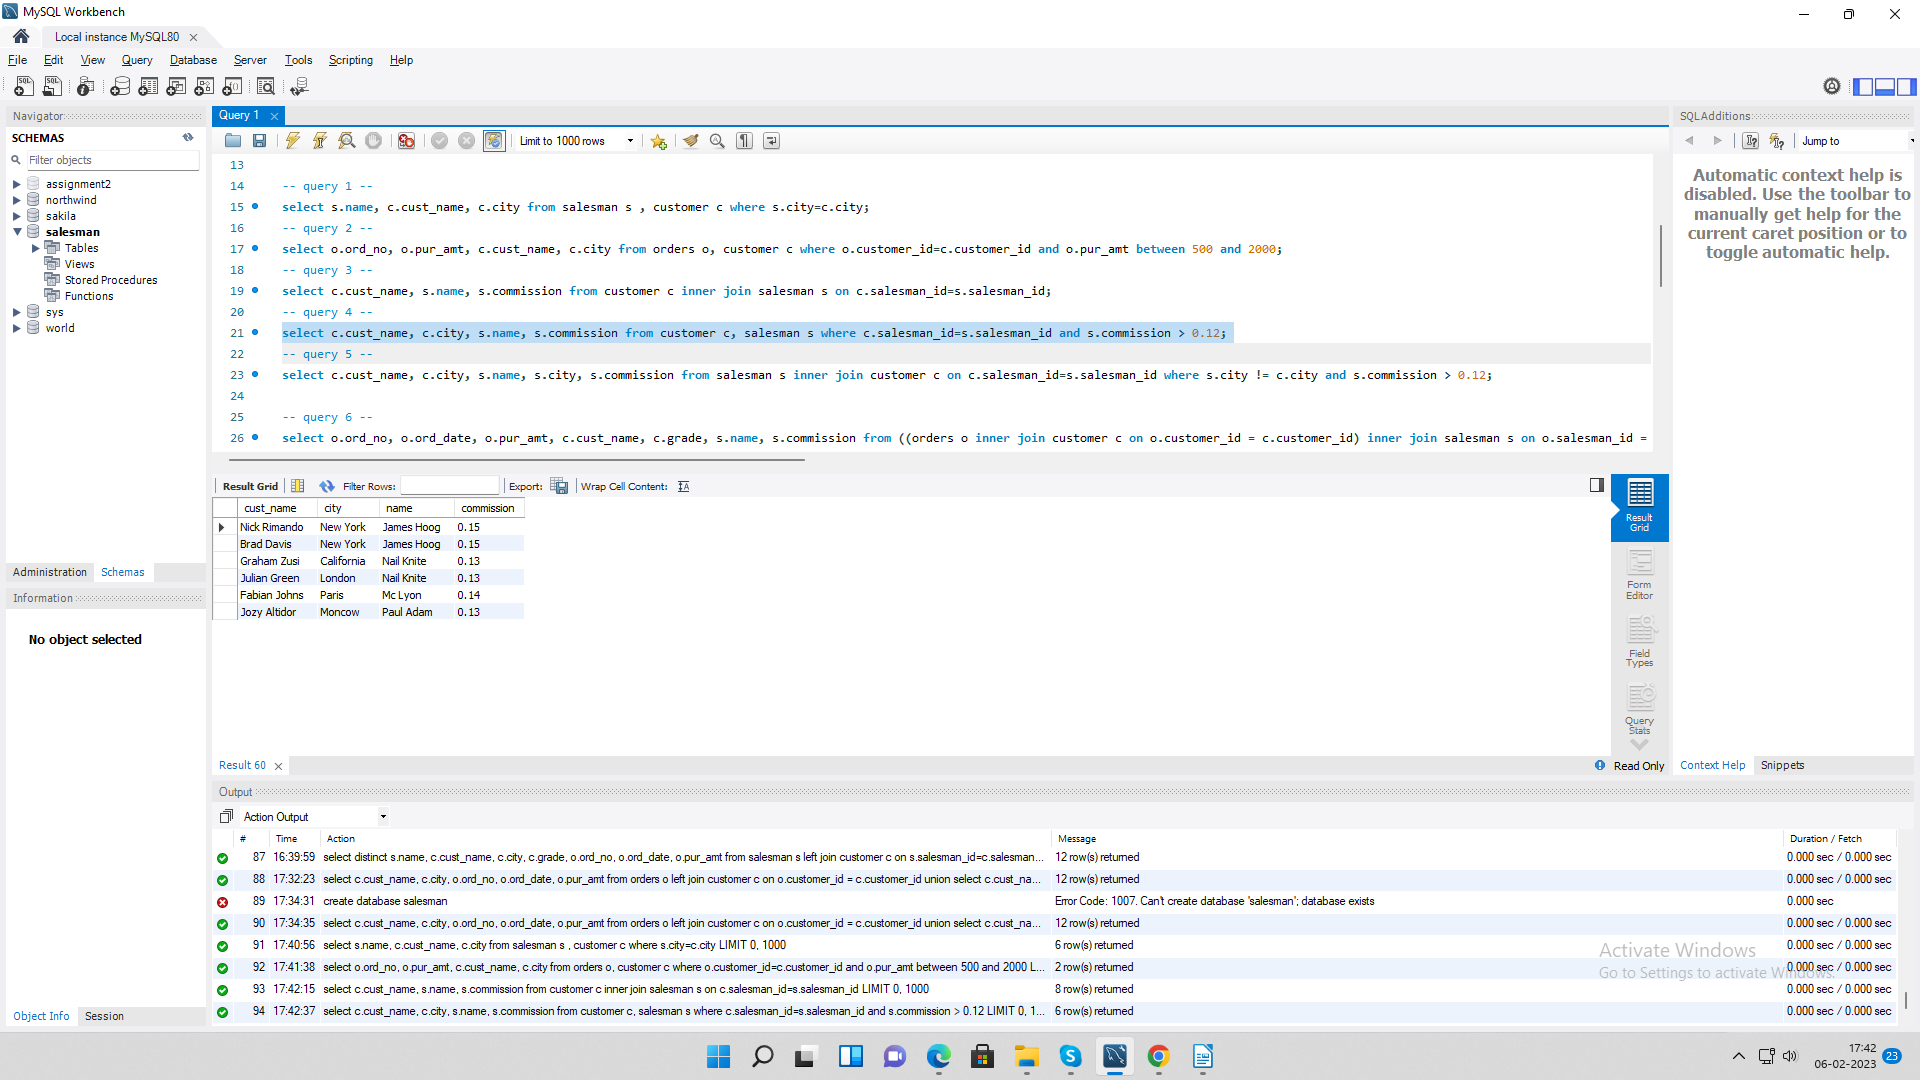 MySQL Workbench
Local instance MySQL80
File Edit View Query Database Server Tools Scripting Help
Navigator
SCHEMAS
Filter objects
assignment2
northwind
sakila
salesman
Tables
Views
Stored Procedures
Functions
sys
world
Administration Schemas
Information
No object selected
Object Info Session
Query 1
Limit to 1000 rows
13
14 -- query 1 --
15 select s.name, c.cust_name, c.city from salesman s , customer c where s.city=c.city;
16 -- query 2 --
17 select o.ord_no, o.pur_amt, c.cust_name, c.city from orders o, customer c where o.customer_id=c.customer_id and o.pur_amt between 500 and 2000;
18 -- query 3 --
19 select c.cust_name, s.name, s.commission from customer c inner join salesman s on c.salesman_id=s.salesman_id;
20 -- query 4 --
21 select c.cust_name, c.city, s.name, s.commission from customer c, salesman s where c.salesman_id=s.salesman_id and s.commission > 0.12;
22 -- query 5 --
23 select c.cust_name, c.city, s.name, s.city, s.commission from salesman s inner join customer c on c.salesman_id=s.salesman_id where s.city != c.city and s.commission > 0.12;
24
25 -- query 6 --
26 select o.ord_no, o.ord_date, o.pur_amt, c.cust_name, c.grade, s.name, s.commission from ((orders o inner join customer c on o.customer_id = c.customer_id) inner join salesman s on o.salesman_id =
Result Grid Filter Rows: Export: Wrap Cell Content:
cust_name city name commission
Nick Rimando New York James Hoog 0.15
Brad Davis New York James Hoog 0.15
Graham Zusi California Nail Knite 0.13
Julian Green London Nail Knite 0.13
Fabian Johns Paris Mc Lyon 0.14
Jozy Altidor Moncow Paul Adam 0.13
Result
Grid
Form
Editor
Field
Types
Query
Stats
Result 60
Read Only
SQLAdditions
Jump to
Automatic context help is
disabled. Use the toolbar to
manually get help for the
current caret position or to
toggle automatic help.
Context Help Snippets
Output
Action Output
# Time Action Message Duration / Fetch
87 16:39:59 select distinct s.name, c.cust_name, c.city, c.grade, o.ord_no, o.ord_date, o.pur_amt from salesman s left join customer c on s.salesman_id=c.salesman... 12 row(s) returned 0.000 sec / 0.000 sec
88 17:32:23 select c.cust_name, c.city, o.ord_no, o.ord_date, o.pur_amt from orders o left join customer c on o.customer_id = c.customer_id union select c.cust_na... 12 row(s) returned 0.000 sec / 0.000 sec
89 17:34:31 create database salesman Error Code: 1007. Can't create database 'salesman'; database exists 0.000 sec
90 17:34:35 select c.cust_name, c.city, o.ord_no, o.ord_date, o.pur_amt from orders o left join customer c on o.customer_id = c.customer_id union select c.cust_na... 12 row(s) returned 0.000 sec / 0.000 sec
91 17:40:56 select s.name, c.cust_name, c.city from salesman s , customer c where s.city=c.city LIMIT 0, 1000 6 row(s) returned 0.000 sec / 0.000 sec
92 17:41:38 select o.ord_no, o.pur_amt, c.cust_name, c.city from orders o, customer c where o.customer_id=c.customer_id and o.pur_amt between 500 and 2000 L... 2 row(s) returned 0.000 sec / 0.000 sec
93 17:42:15 select c.cust_name, s.name, s.commission from customer c inner join salesman s on c.salesman_id=s.salesman_id LIMIT 0, 1000 8 row(s) returned 0.000 sec / 0.000 sec
94 17:42:37 select c.cust_name, c.city, s.name, s.commission from customer c, salesman s where c.salesman_id=s.salesman_id and s.commission > 0.12 LIMIT 0, 1... 6 row(s) returned 0.000 sec / 0.000 sec
Activate Windows
Go to Settings to activate Windows.
17:42
06-02-2023
23